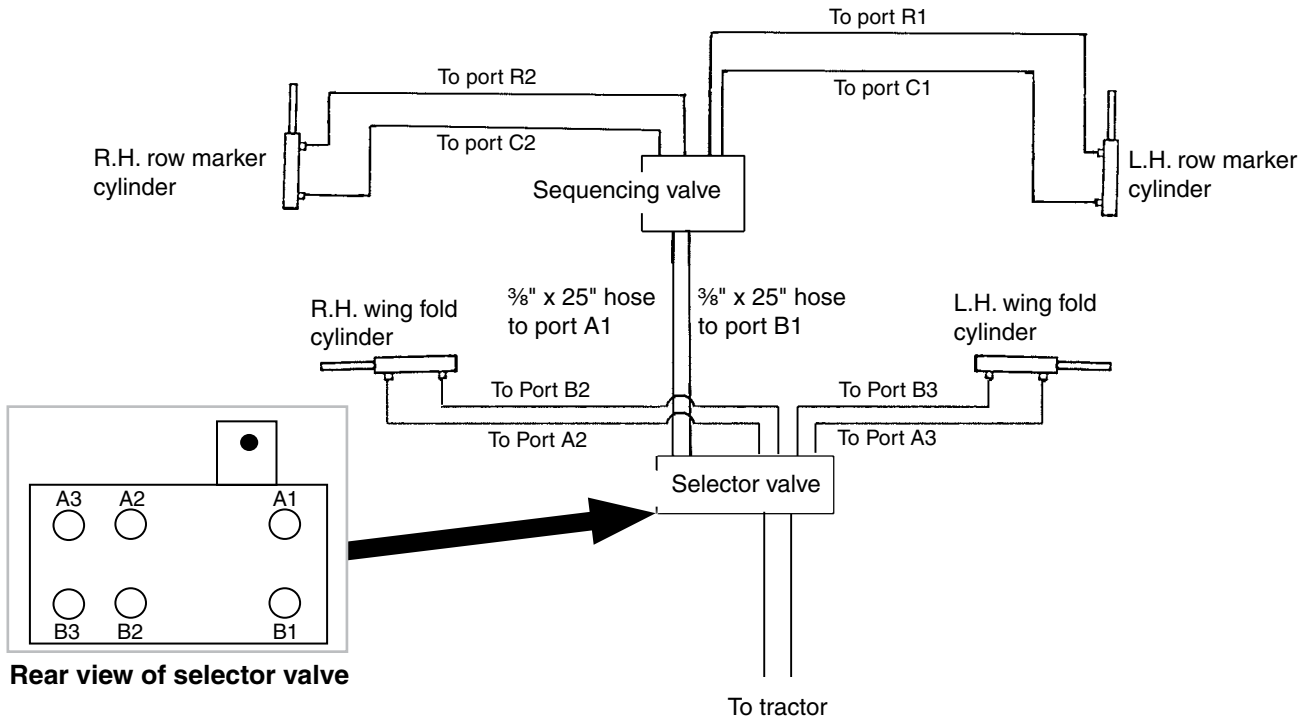 To port R1
To port R2
To port C1
To port C2
R.H. row marker
cylinder
L.H. row marker
cylinder
Sequencing valve
⅜" x 25" hose
to port A1
⅜" x 25" hose
to port B1
R.H. wing fold
cylinder
L.H. wing fold
cylinder
To Port B2
To Port B3
To Port A2
To Port A3
Selector valve
A3 A2 A1
B3 B2 B1
Rear view of selector valve
To tractor